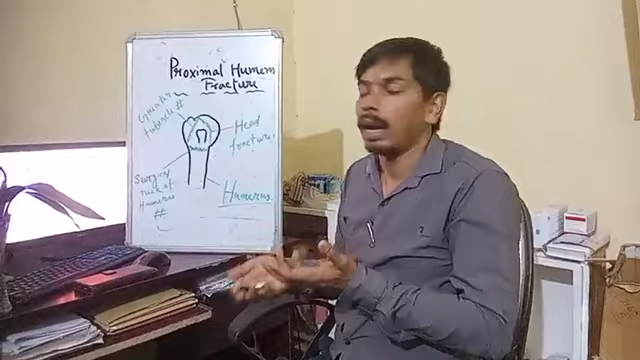 Proximal Humerus
Fracture
Greater
tubercle #
Head
fracture.
Surgical
neck of
Humerus
#
Humerus.